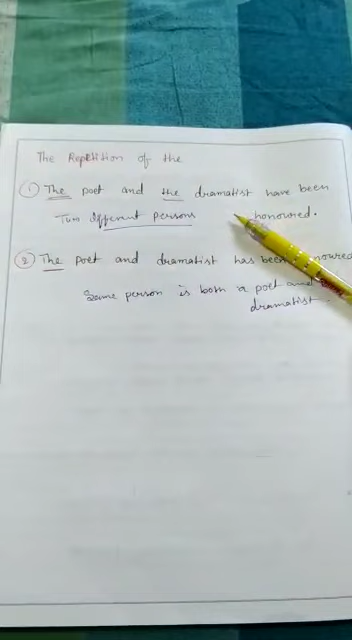 The Repetition of the
① The poet and the dramatist have been
Two different persons honoured.
② The poet and dramatist has been honoured
Same person is both a poet and
dramatist.